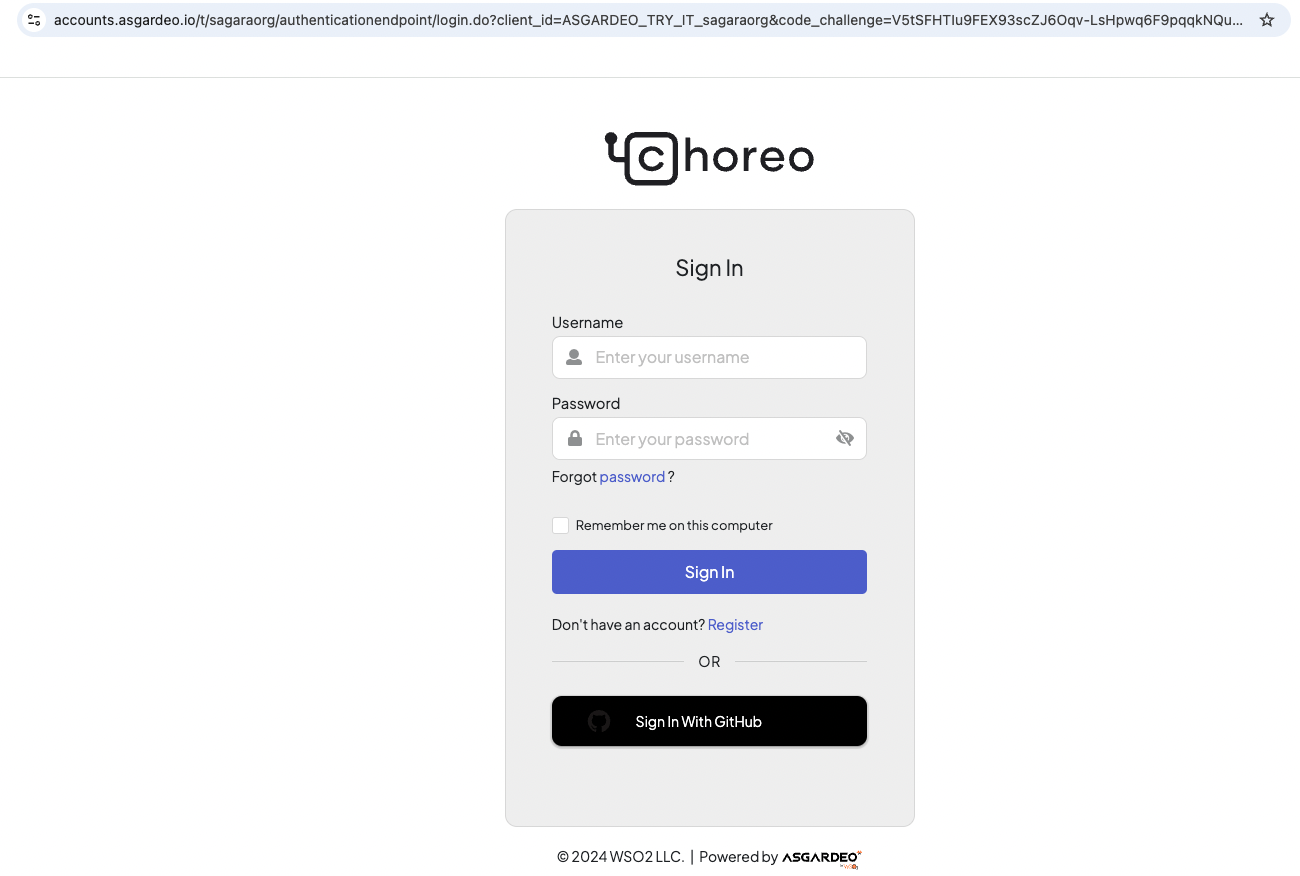 accounts.asgardeo.io/t/sagaraorg/authenticationendpoint/login.do?client_id=ASGARDEO_TRY_IT_sagaraorg&code_challenge=V5tSFHTIu9FEX93scZJ6Oqv-LsHpwq6F9pqqkNQu...
choreo
Sign In
Username
Enter your username
Password
Enter your password
Forgot password ?
Remember me on this computer
Sign In
Don't have an account? Register
OR
Sign In With GitHub
© 2024 WSO2 LLC. | Powered by ASGARDEO
by WSO2